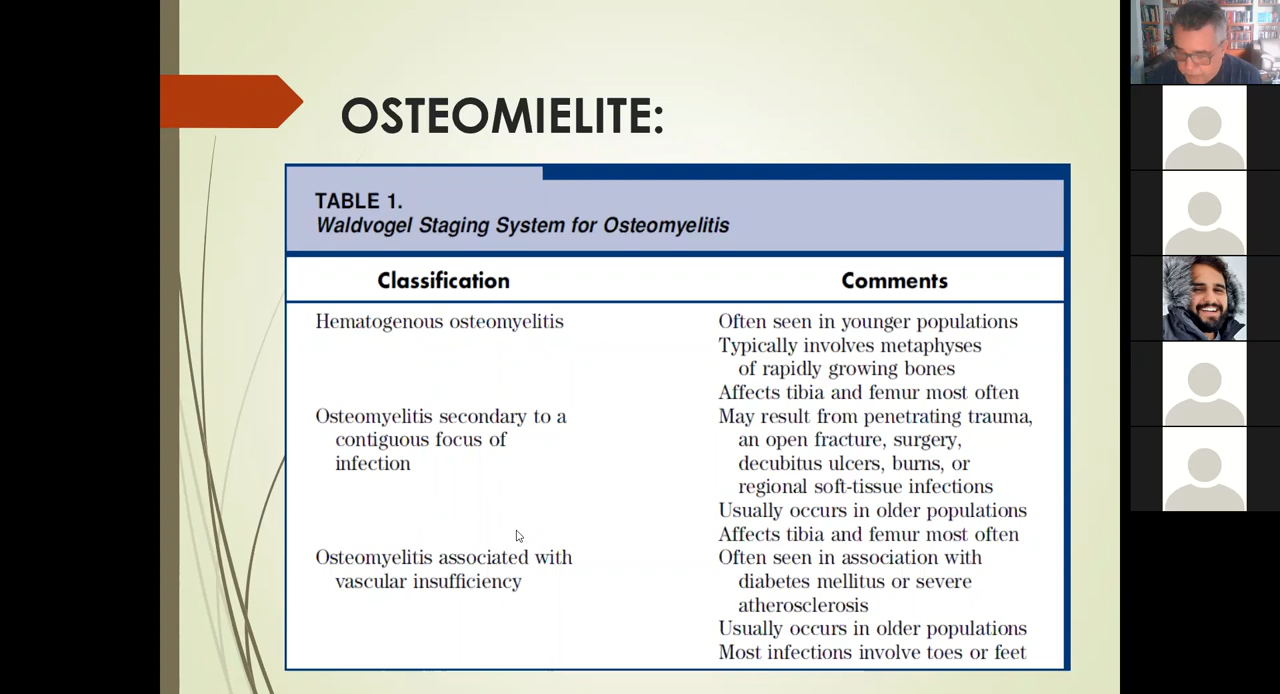 OSTEOMIELITE:
TABLE 1.
Waldvogel Staging System for Osteomyelitis
Classification
Comments
Hematogenous osteomyelitis
Often seen in younger populations
Typically involves metaphyses
of rapidly growing bones
Affects tibia and femur most often
Osteomyelitis secondary to a
contiguous focus of
infection
May result from penetrating trauma,
an open fracture, surgery,
decubitus ulcers, burns, or
regional soft-tissue infections
Usually occurs in older populations
Affects tibia and femur most often
Osteomyelitis associated with
vascular insufficiency
Often seen in association with
diabetes mellitus or severe
atherosclerosis
Usually occurs in older populations
Most infections involve toes or feet